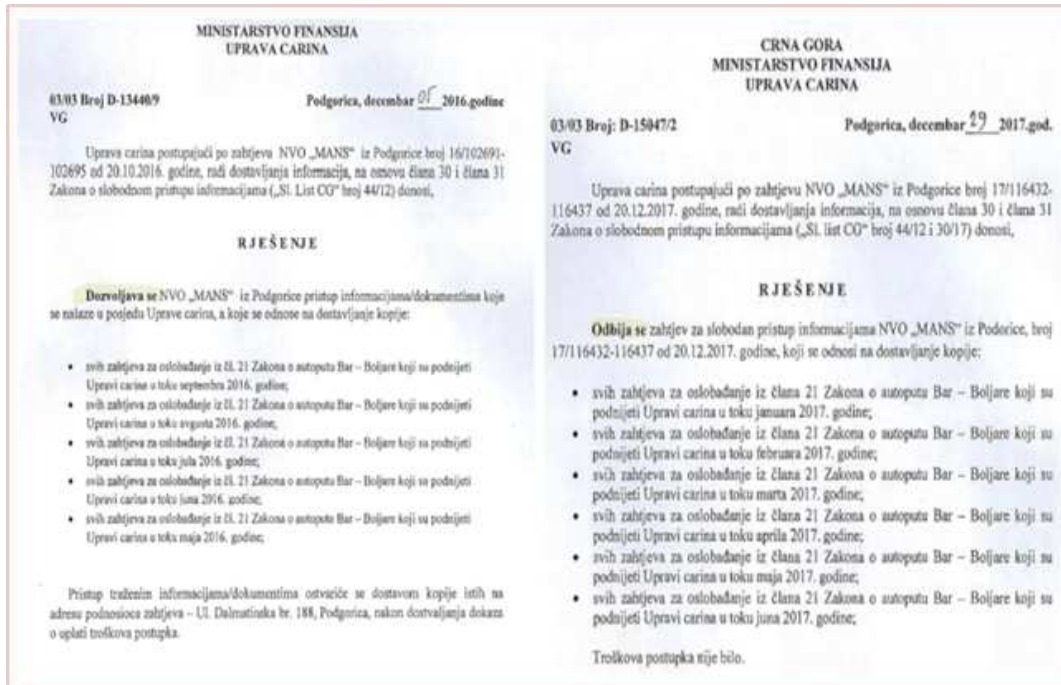 MINISTARSTVO FINANSIJA
UPRAVA CARINA
03/03 Broj D-13440/9
Podgorica, decembar 05 2016.godine
VG
Uprava carina postupajući po zahtjevu NVO „MANS“ iz Podgorice broj 16/102691-
102695 od 20.10.2016. godine, radi dostavljanja informacija, na osnovu člana 30 i člana 31
Zakona o slobodnom pristupu informacijama („Sl. List CG“ broj 44/12) donosi,
RJEŠENJE
Dozvoljava se NVO „MANS“ iz Podgorice pristup informacijama/dokumentima koje
se nalaze u posjedu Uprave carina, a koje se odnose na dostavljanje kopije:
• svih zahtjeva za oslobađanje iz čl. 21 Zakona o autoputu Bar – Boljare koji su podnijeti
Upravi carina u toku septembra 2016. godine;
• svih zahtjeva za oslobađanje iz čl. 21 Zakona o autoputu Bar – Boljare koji su podnijeti
Upravi carina u toku avgusta 2016. godine;
• svih zahtjeva za oslobađanje iz čl. 21 Zakona o autoputu Bar – Boljare koji su podnijeti
Upravi carina u toku jula 2016. godine;
• svih zahtjeva za oslobađanje iz čl. 21 Zakona o autoputu Bar – Boljare koji su podnijeti
Upravi carina u toku juna 2016. godine;
• svih zahtjeva za oslobađanje iz čl. 21 Zakona o autoputu Bar – Boljare koji su podnijeti
Upravi carina u toku maja 2016. godine;
Pristup traženim informacijama/dokumentima ostvariće se dostavom kopije istih na
adresu podnosioca zahtjeva – Ul. Dalmatinska br. 188, Podgorica, nakon dostvaljanja dokaza
o uplati troškova postupka.
CRNA GORA
MINISTARSTVO FINANSIJA
UPRAVA CARINA
03/03 Broj: D-15047/2
Podgorica, decembar 29 2017.god.
VG
Uprava carina postupajući po zahtjevu NVO „MANS“ iz Podgorice broj 17/116432-
116437 od 20.12.2017. godine, radi dostavljanja informacija, na osnovu člana 30 i člana 31
Zakona o slobodnom pristupu informacijama („Sl. list CG“ broj 44/12 i 30/17) donosi,
RJEŠENJE
Odbija se zahtjev za slobodan pristup informacijama NVO „MANS“ iz Podorice, broj
17/116432-116437 od 20.12.2017. godine, koji se odnosi na dostavljanje kopije:
• svih zahtjeva za oslobađanje iz člana 21 Zakona o autoputu Bar – Boljare koji su
podnijeti Upravi carina u toku januara 2017. godine;
• svih zahtjeva za oslobađanje iz člana 21 Zakona o autoputu Bar – Boljare koji su
podnijeti Upravi carina u toku februara 2017. godine;
• svih zahtjeva za oslobađanje iz člana 21 Zakona o autoputu Bar – Boljare koji su
podnijeti Upravi carina u toku marta 2017. godine;
• svih zahtjeva za oslobađanje iz člana 21 Zakona o autoputu Bar – Boljare koji su
podnijeti Upravi carina u toku aprila 2017. godine;
• svih zahtjeva za oslobađanje iz člana 21 Zakona o autoputu Bar – Boljare koji su
podnijeti Upravi carina u toku maja 2017. godine;
• svih zahtjeva za oslobađanje iz člana 21 Zakona o autoputu Bar – Boljare koji su
podnijeti Upravi carina u toku juna 2017. godine;
Troškova postupka nije bilo.